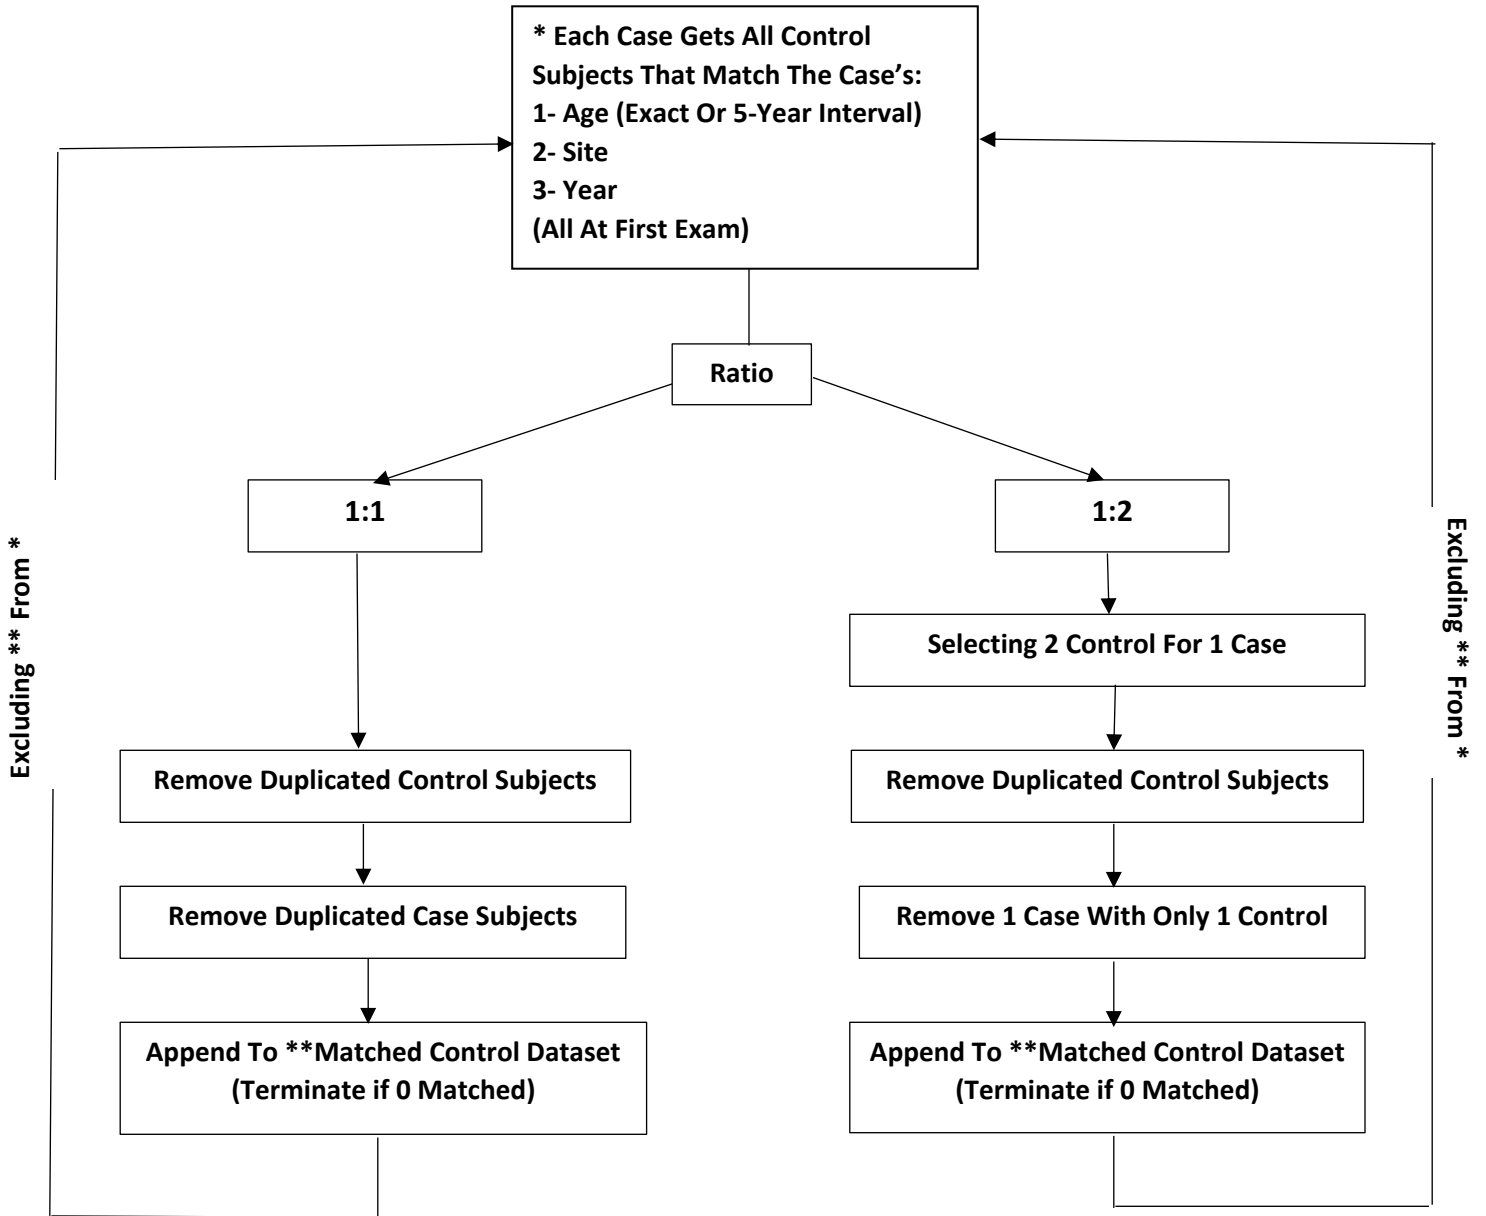 * Each Case Gets All Control
Subjects That Match The Case’s:
1- Age (Exact Or 5-Year Interval)
2- Site
3- Year
(All At First Exam)
Ratio
1:1
1:2
Excluding ** From *
Excluding ** From *
Selecting 2 Control For 1 Case
Remove Duplicated Control Subjects
Remove Duplicated Control Subjects
Remove Duplicated Case Subjects
Remove 1 Case With Only 1 Control
Append To **Matched Control Dataset
(Terminate if 0 Matched)
Append To **Matched Control Dataset
(Terminate if 0 Matched)